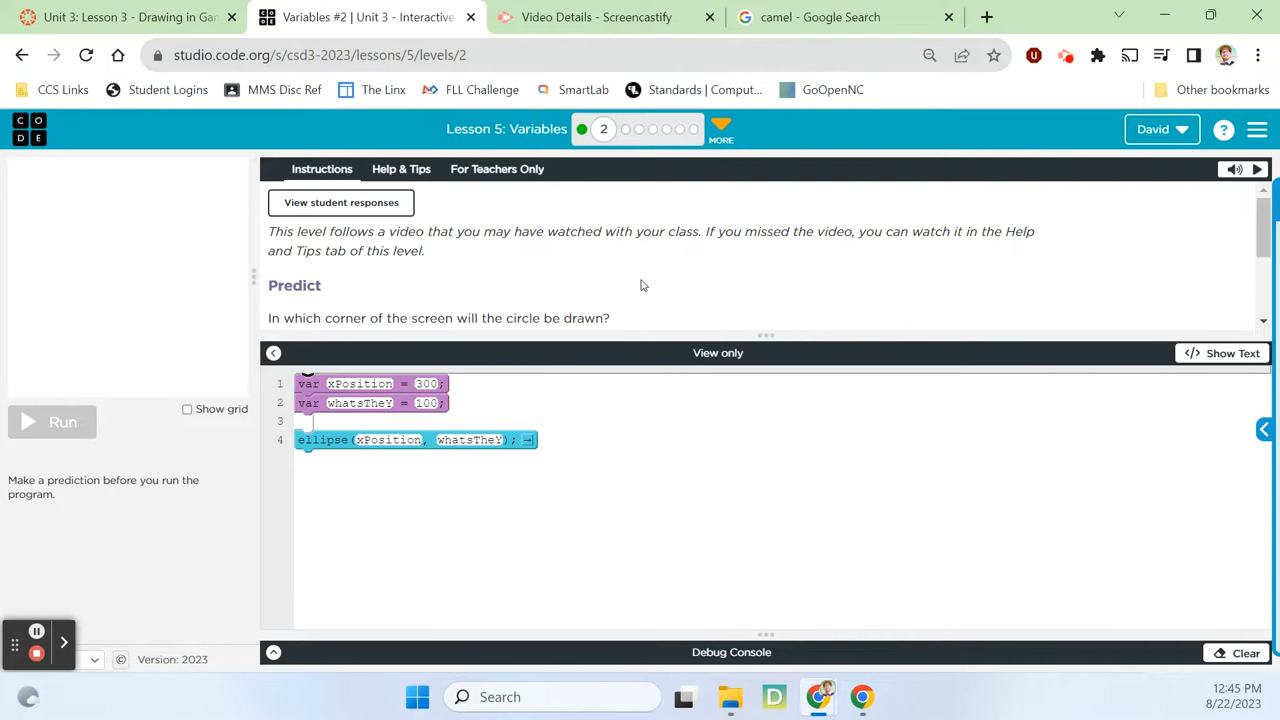 Unit 3: Lesson 3 - Drawing in Gar
Variables #2 | Unit 3 - Interactive
Video Details - Screencastify
camel - Google Search
studio.code.org/s/csd3-2023/lessons/5/levels/2
CCS Links
Student Logins
MMS Disc Ref
The Linx
FLL Challenge
SmartLab
Standards | Comput...
GoOpenNC
Other bookmarks
C O
D E
Lesson 5: Variables
2
MORE
David
?
Instructions
Help & Tips
For Teachers Only
View student responses
This level follows a video that you may have watched with your class. If you missed the video, you can watch it in the Help
and Tips tab of this level.
Predict
In which corner of the screen will the circle be drawn?
View only
</> Show Text
1 var xPosition = 300;
2 var whatsTheY = 100;
3
4 ellipse(xPosition, whatsTheY);
Run
Show grid
Make a prediction before you run the
program.
© Version: 2023
Debug Console
Clear
Search
D
12:45 PM
8/22/2023